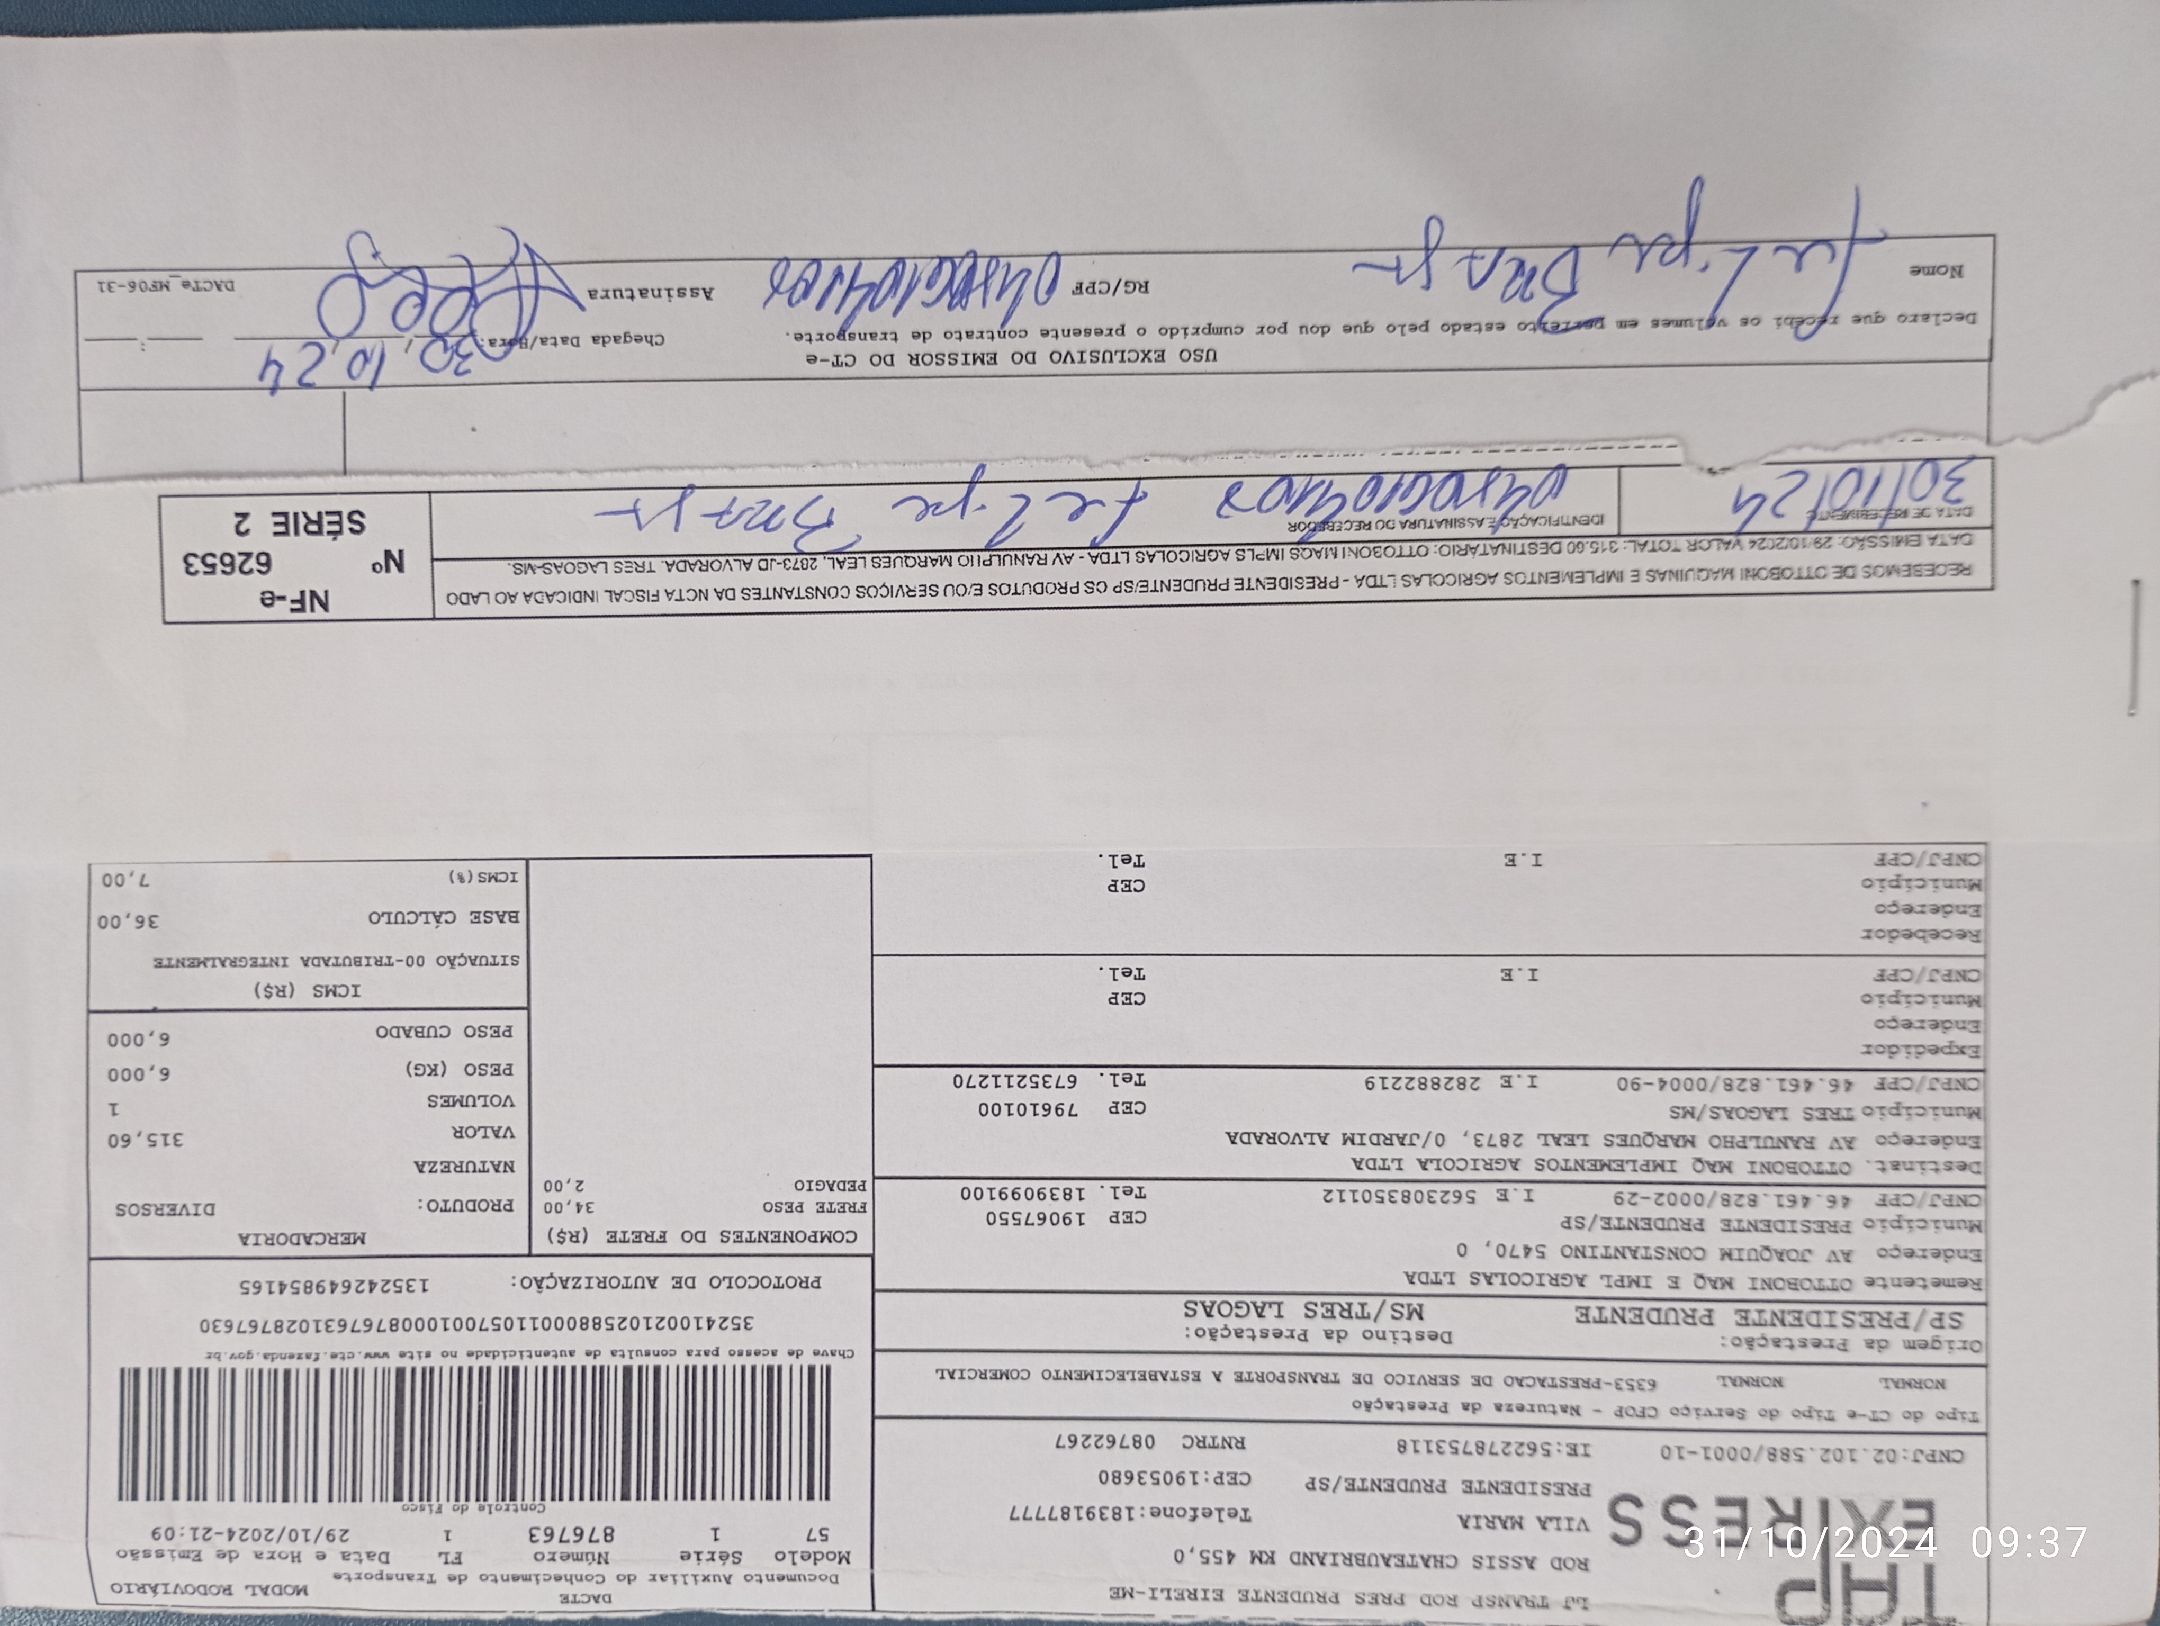 TAP
EXPRESS
LJ TRANSP ROD PRES PRUDENTE EIRELI-ME
ROD ASSIS CHATEAUBRIAND KM 455,0
VILA MARIA Telefone:1839187777
PRESIDENTE PRUDENTE/SP CEP:19053680
CNPJ:02.102.588/0001-10 IE:562278753118 RNTRC 08762267
Tipo do CT-e Tipo do Serviço CFOP - Natureza da Prestação
NORMAL NORMAL 6353-PRESTACAO DE SERVICO DE TRANSPORTE A ESTABELECIMENTO COMERCIAL
Origem da Prestação: Destino da Prestação:
SP/PRESIDENTE PRUDENTE MS/TRES LAGOAS
Remetente OTTOBONI MAQ E IMPL AGRICOLAS LTDA
Endereço AV JOAQUIM CONSTANTINO 5470, 0
Município PRESIDENTE PRUDENTE/SP CEP 19067550
CNPJ/CPF 46.461.828/0002-29 I.E 562308350112 Tel. 1839099100
Destinat. OTTOBONI MAQ IMPLEMENTOS AGRICOLA LTDA
Endereço AV RANULPHO MARQUES LEAL 2873, 0/JARDIM ALVORADA
Município TRES LAGOAS/MS CEP 79610100
CNPJ/CPF 46.461.828/0004-90 I.E 282882219 Tel. 6735211270
Expedidor
Endereço
Município CEP
CNPJ/CPF I.E Tel.
Recebedor
Endereço
Município CEP
CNPJ/CPF I.E Tel.
DACTE MODAL RODOVIÁRIO
Documento Auxiliar do Conhecimento de Transporte
Modelo Série Número FL Data e Hora de Emissão
57 1 876763 1 29/10/2024-21:09
Controle do Fisco
Chave de acesso para consulta de autenticidade no site www.cte.fazenda.gov.br
35241002102588000110570010008767631028767630
PROTOCOLO DE AUTORIZAÇÃO: 135242649854165
COMPONENTES DO FRETE (R$)
FRETE PESO 34,00
PEDAGIO 2,00
MERCADORIA
PRODUTO: DIVERSOS
NATUREZA
VALOR 315,60
VOLUMES 1
PESO (KG) 6,000
PESO CUBADO 6,000
ICMS (R$)
SITUAÇÃO 00-TRIBUTADA INTEGRALMENTE
BASE CÁLCULO 36,00
ICMS(%) 7,00
RECEBEMOS DE OTTOBONI MAQUINAS E IMPLEMENTOS AGRICOLAS LTDA - PRESIDENTE PRUDENTE/SP OS PRODUTOS E/OU SERVIÇOS CONSTANTES DA NOTA FISCAL INDICADA AO LADO
DATA EMISSÃO: 29/10/2024 VALOR TOTAL: 315.60 DESTINATÁRIO: OTTOBONI MAQS IMPLS AGRICOLAS LTDA - AV RANULPHO MARQUES LEAL, 2873-JD ALVORADA. TRES LAGOAS-MS.
DATA DE RECEBIMENTO IDENTIFICAÇÃO E ASSINATURA DO RECEBEDOR
30/10/24 Felipe
NF-e
Nº 62653
SÉRIE 2
USO EXCLUSIVO DO EMISSOR DO CT-e
Declaro que recebi os volumes em perfeito estado pelo que dou por cumprido o presente contrato de transporte.
Chegada Data/Hora: 30/10/24 :
Nome Felipe RG/CPF Assinatura
DACTe_MF06-31
31/10/2024 09:37